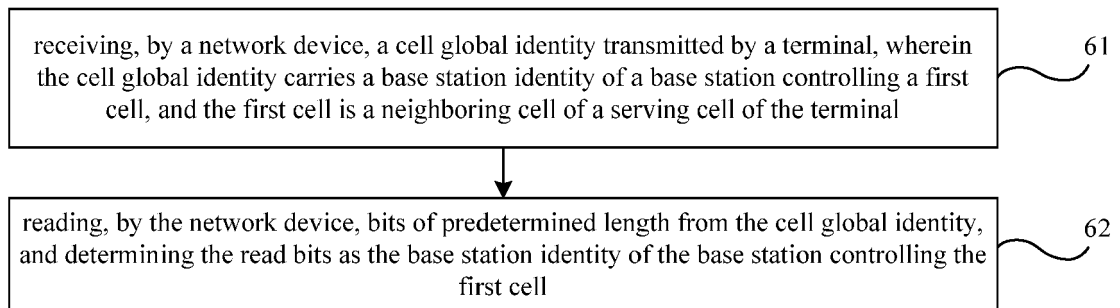 receiving, by a network device, a cell global identity transmitted by a terminal, wherein
the cell global identity carries a base station identity of a base station controlling a first
cell, and the first cell is a neighboring cell of a serving cell of the terminal
61
reading, by the network device, bits of predetermined length from the cell global identity,
and determining the read bits as the base station identity of the base station controlling the
first cell
62